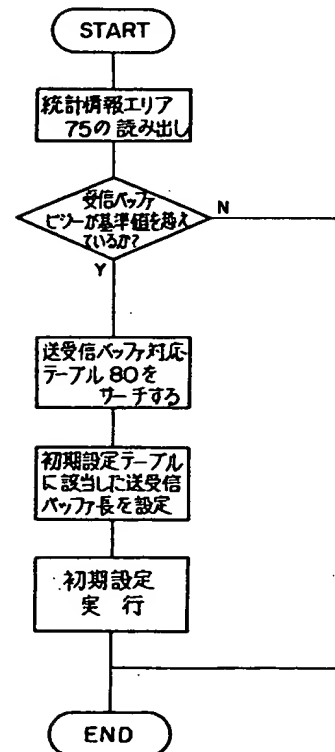 START
統計情報エリア
75の読み出し
受信バッファ
ビジーが基準値を越え
ているか?
N
Y
送受信バッファ対応
テーブル80を
サーチする
初期設定テーブル
に該当した送受信
バッファ長を設定
初期設定
実行
END